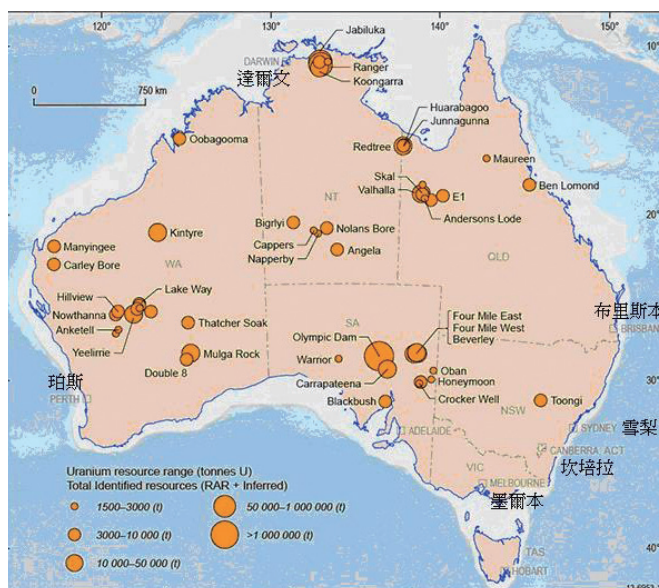 120°
130°
140°
150°
Jabiluka
DARWIN
達爾文
Ranger
Koongarra
10°
0
750 km
Huarabagoo
Junnagunna
Redtree
Oobagooma
Maureen
Skal
Valhalla
Ben Lomond
E1
Andersons Lode
NT
20°
Bigrlyi
Nolans Bore
Cappers
Napperby
Angela
Kintyre
Manyingee
Carley Bore
WA
QLD
Hillview
Lake Way
Nowthanna
Anketell
Yeelirrie
Thatcher Soak
Mulga Rock
Double 8
布里斯本
BRISBANE
SA
Olympic Dam
Four Mile East
Four Mile West
Beverley
Warrior
Carrapateena
Oban
Honeymoon
Crocker Well
Blackbush
珀斯
PERTH
30°
Toongi
NSW
SYDNEY
雪梨
ADELAIDE
CANBERRA ACT
坎培拉
VIC
MELBOURNE
墨爾本
Uranium resource range (tonnes U)
Total Identified resources (RAR + Inferred)
1500–3000 (t)
3000–10 000 (t)
10 000–50 000 (t)
50 000–1 000 000 (t)
>1 000 000 (t)
TAS
40°
HOBART